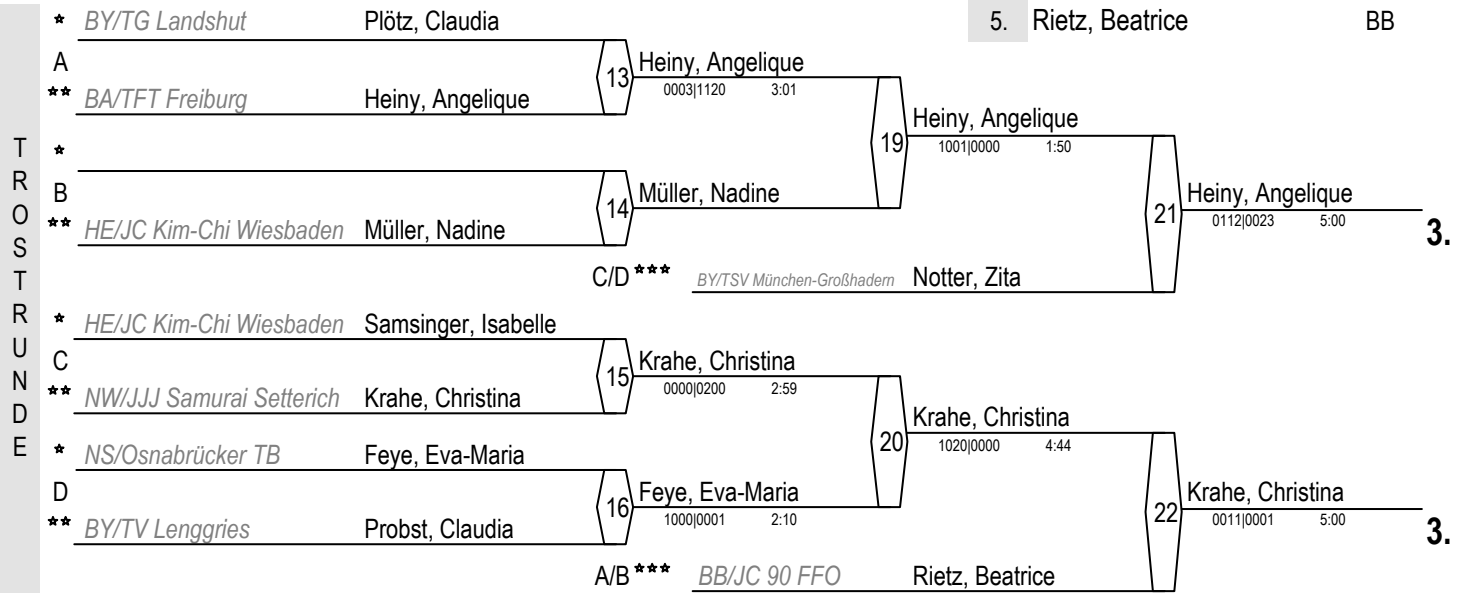 TROSTRUNDE
* BY/TG Landshut Plötz, Claudia
5. Rietz, Beatrice BB
A
13 Heiny, Angelique
0003|1120 3:01
** BA/TFT Freiburg Heiny, Angelique
19 Heiny, Angelique
1001|0000 1:50
*
B
14 Müller, Nadine
21 Heiny, Angelique
0112|0023 5:00
3.
** HE/JC Kim-Chi Wiesbaden Müller, Nadine
C/D *** BY/TSV München-Großhadern Notter, Zita
* HE/JC Kim-Chi Wiesbaden Samsinger, Isabelle
C
15 Krahe, Christina
0000|0200 2:59
** NW/JJJ Samurai Setterich Krahe, Christina
20 Krahe, Christina
1020|0000 4:44
* NS/Osnabrücker TB Feye, Eva-Maria
D
16 Feye, Eva-Maria
1000|0001 2:10
22 Krahe, Christina
0011|0001 5:00
3.
** BY/TV Lenggries Probst, Claudia
A/B *** BB/JC 90 FFO Rietz, Beatrice